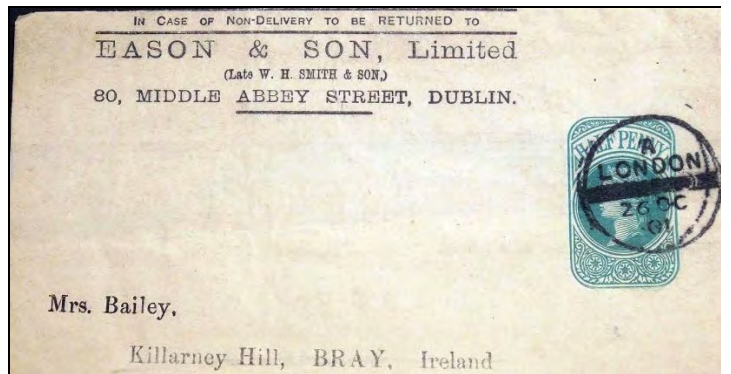 IN CASE OF NON-DELIVERY TO BE RETURNED TO
EASON & SON, Limited
(Late W. H. SMITH & SON,)
80, MIDDLE ABBEY STREET, DUBLIN.
HALF PENNY
A
LONDON
26 OC
01
Mrs. Bailey,
Killarney Hill, BRAY, Ireland